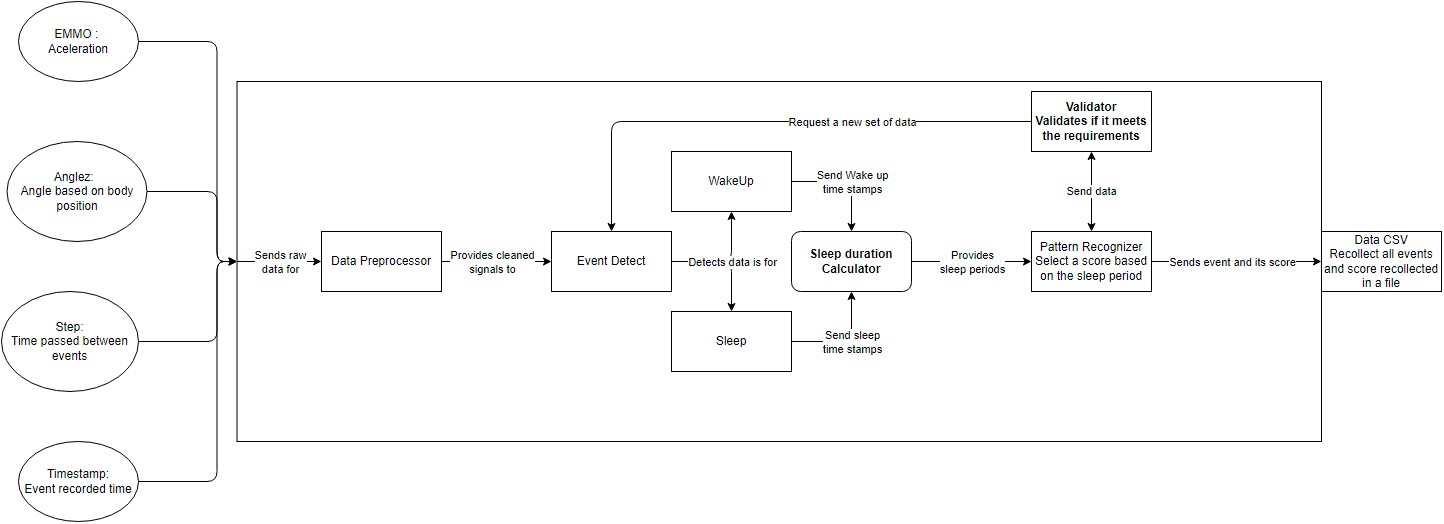 EMMO :
Aceleration
Anglez:
Angle based on body
position
Step:
Time passed between
events
Timestamp:
Event recorded time
Sends raw
data for
Data Preprocessor
Provides cleaned
signals to
Event Detect
Detects data is for
WakeUp
Sleep
Send Wake up
time stamps
Send sleep
time stamps
Sleep duration
Calculator
Provides
sleep periods
Pattern Recognizer
Select a score based
on the sleep period
Send data
Validator
Validates if it meets
the requirements
Request a new set of data
Sends event and its score
Data CSV
Recollect all events
and score recollected
in a file